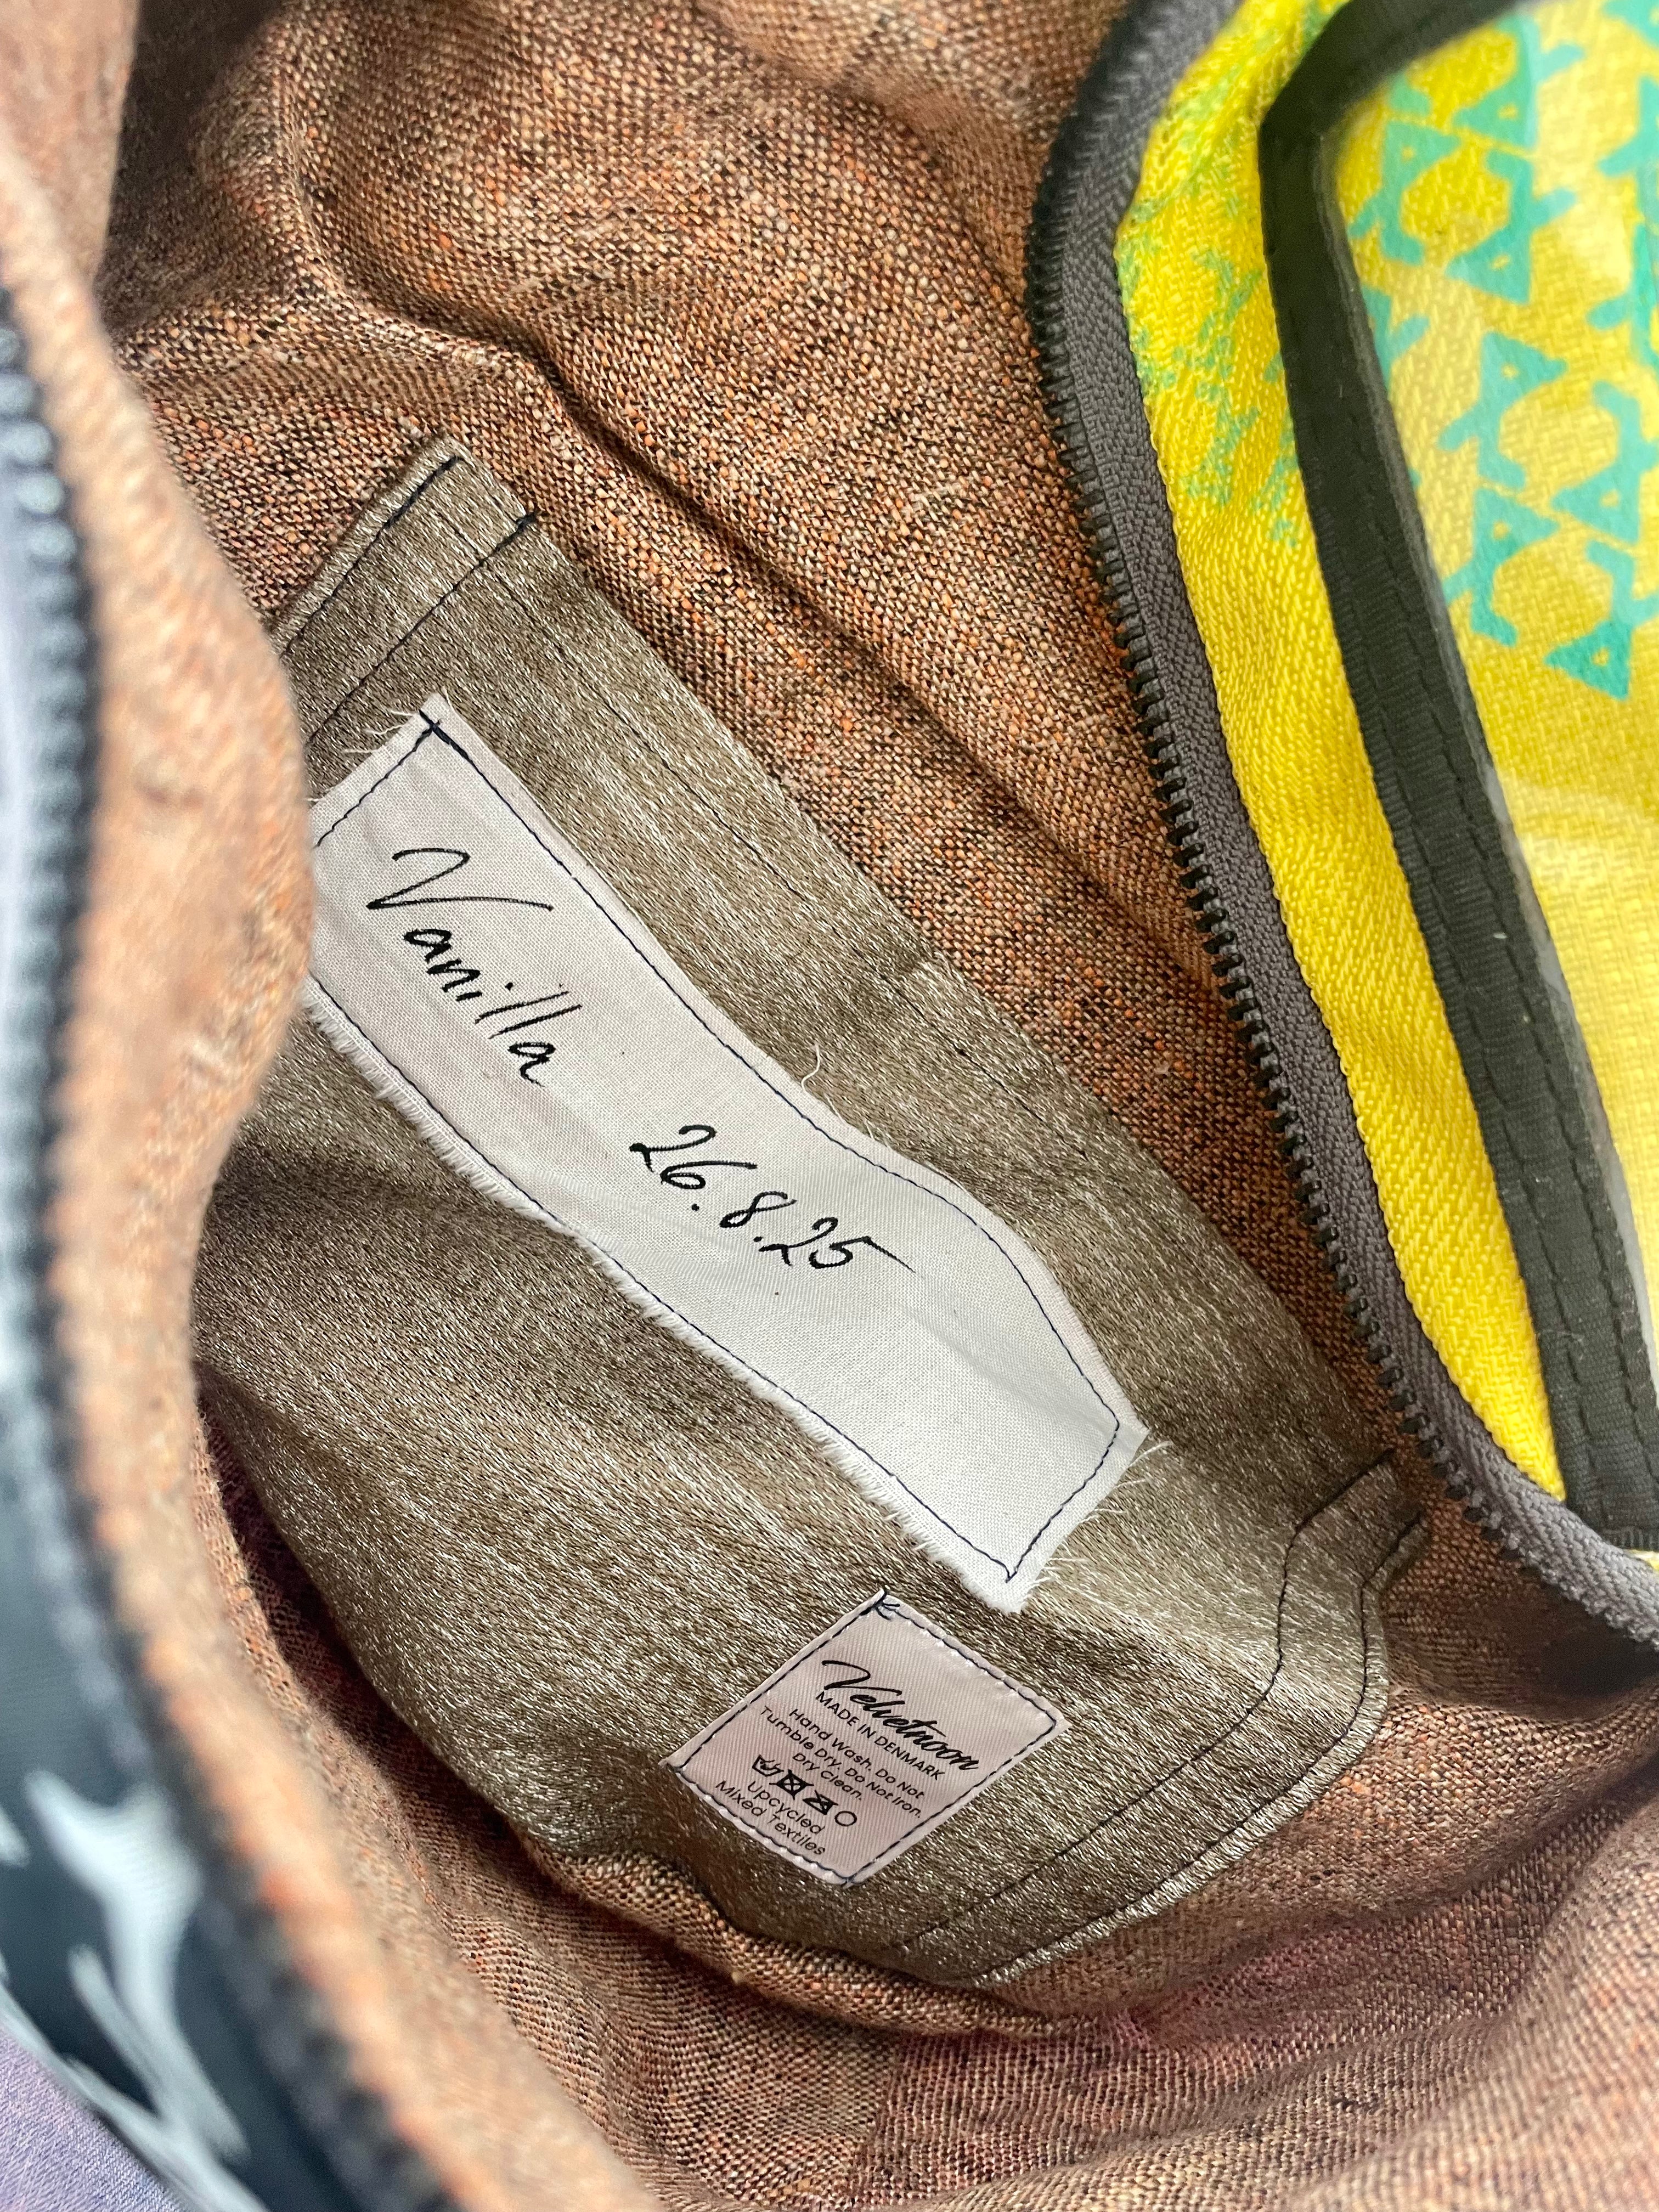 Vanilla 26.8.25
Velvetmoon
MADE IN DENMARK
Hand Wash. Do Not
Tumble Dry. Do Not Iron.
Dry Clean.
Upcycled
Mixed Textiles